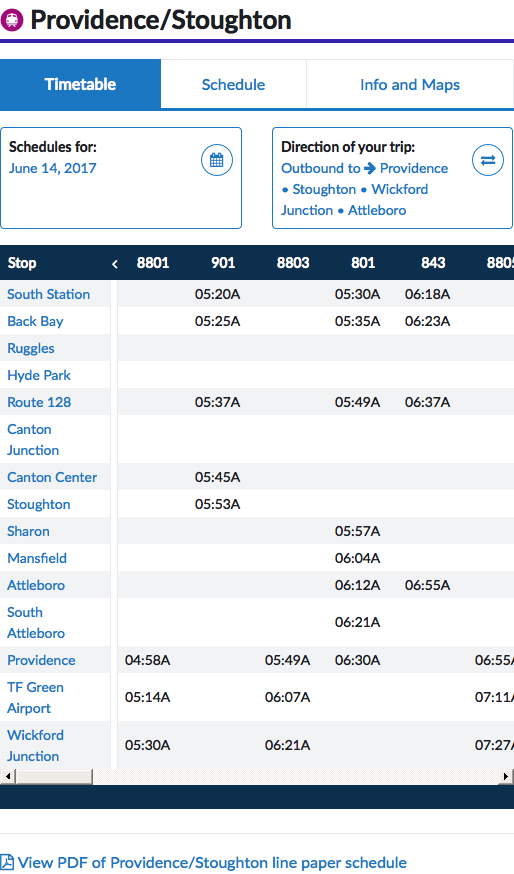 Providence/Stoughton
Timetable Schedule Info and Maps
Schedules for:
June 14, 2017
Direction of your trip:
Outbound to → Providence
• Stoughton • Wickford
Junction • Attleboro
Stop < 8801 901 8803 801 843 880
South Station 05:20A 05:30A 06:18A
Back Bay 05:25A 05:35A 06:23A
Ruggles
Hyde Park
Route 128 05:37A 05:49A 06:37A
Canton
Junction
Canton Center 05:45A
Stoughton 05:53A
Sharon 05:57A
Mansfield 06:04A
Attleboro 06:12A 06:55A
South
Attleboro 06:21A
Providence 04:58A 05:49A 06:30A 06:55
TF Green
Airport 05:14A 06:07A 07:11
Wickford
Junction 05:30A 06:21A 07:27
View PDF of Providence/Stoughton line paper schedule